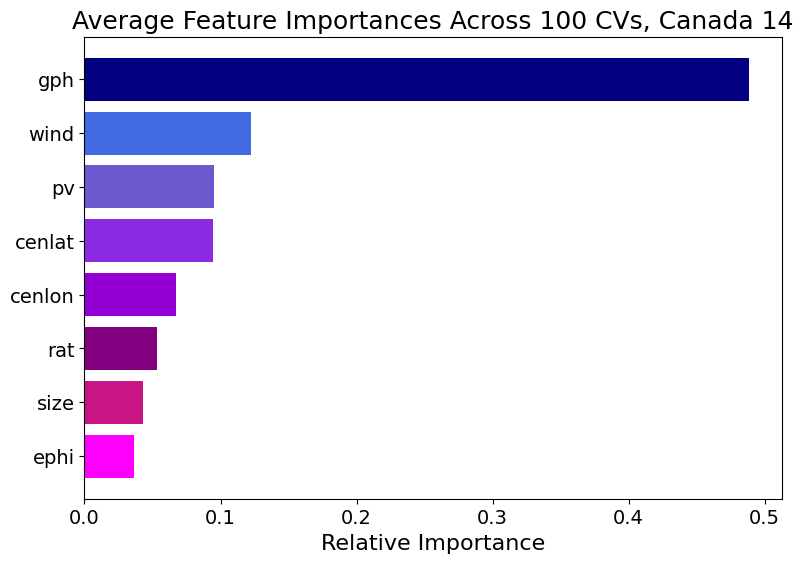 Average Feature Importances Across 100 CVs, Canada 14
gph
wind
pv
cenlat
cenlon
rat
size
ephi
0.0 0.1 0.2 0.3 0.4 0.5
Relative Importance